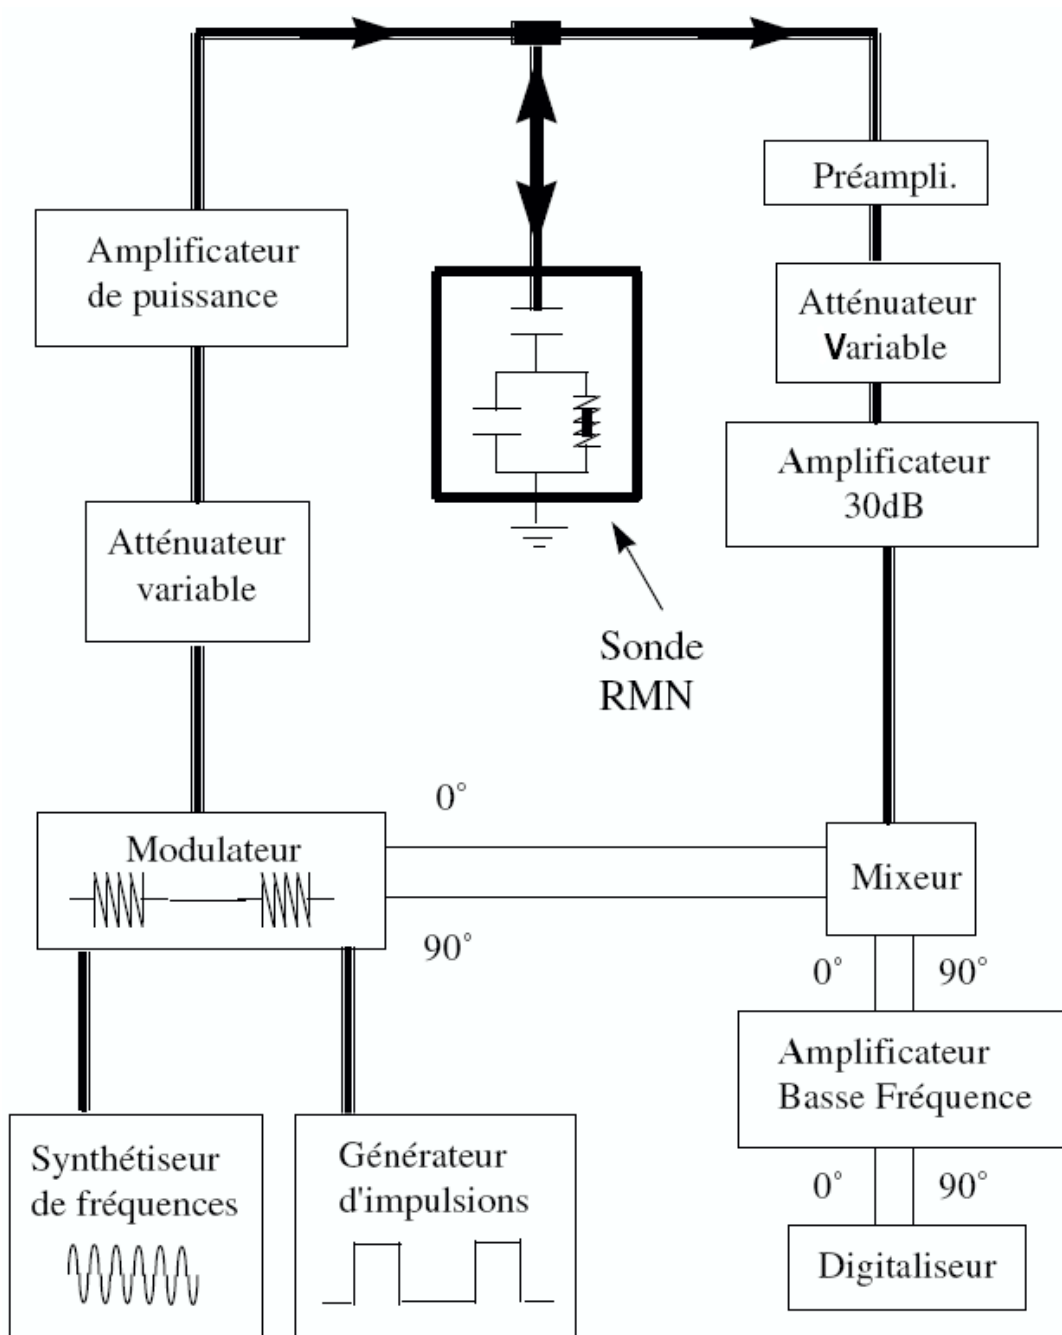 Préampli.
Amplificateur
de puissance
Atténuateur
Variable
Amplificateur
30dB
Atténuateur
variable
Sonde
RMN
0°
Modulateur
Mixeur
90°
0° 90°
Amplificateur
Basse Fréquence
Synthétiseur
de fréquences
Générateur
d'impulsions
0° 90°
Digitaliseur